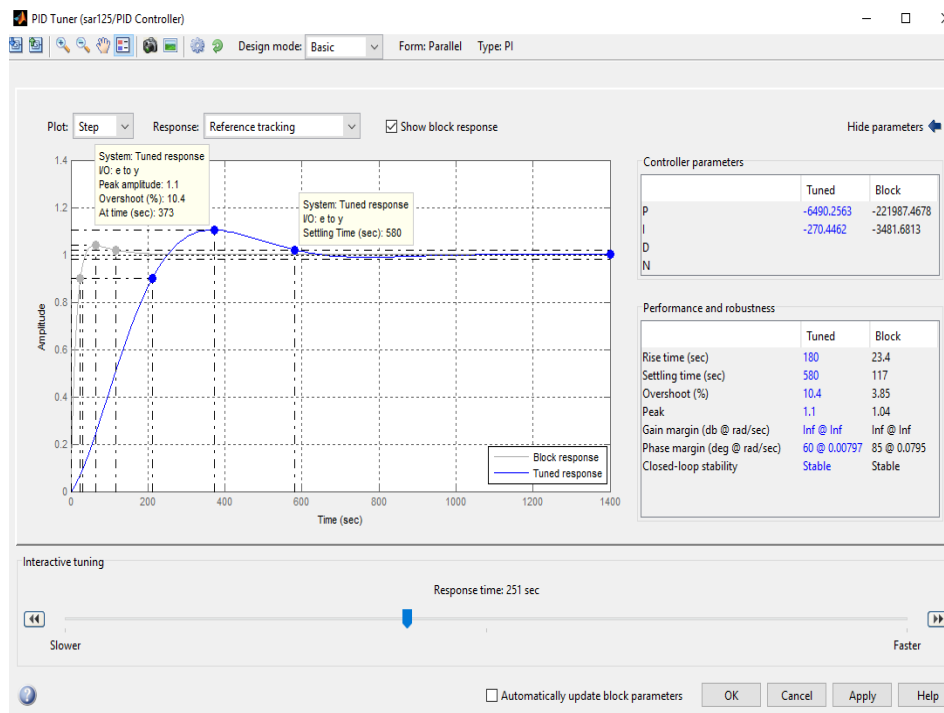 PID Tuner (sar125/PID Controller)
Design mode: Basic Form: Parallel Type: PI
Plot: Step Response: Reference tracking Show block response Hide parameters
System: Tuned response
I/O: e to y
Peak amplitude: 1.1
Overshoot (%): 10.4
At time (sec): 373
System: Tuned response
I/O: e to y
Settling Time (sec): 580
1.4
1.2
1
0.8
0.6
0.4
0.2
0
Amplitude
0 200 400 600 800 1000 1200 1400
Time (sec)
Block response
Tuned response
Controller parameters
Tuned Block
P -6490.2563 -221987.4678
I -270.4462 -3481.6813
D
N
Performance and robustness
Tuned Block
Rise time (sec) 180 23.4
Settling time (sec) 580 117
Overshoot (%) 10.4 3.85
Peak 1.1 1.04
Gain margin (db @ rad/sec) Inf @ Inf Inf @ Inf
Phase margin (deg @ rad/sec) 60 @ 0.00797 85 @ 0.0795
Closed-loop stability Stable Stable
Interactive tuning
Response time: 251 sec
Slower Faster
Automatically update block parameters OK Cancel Apply Help